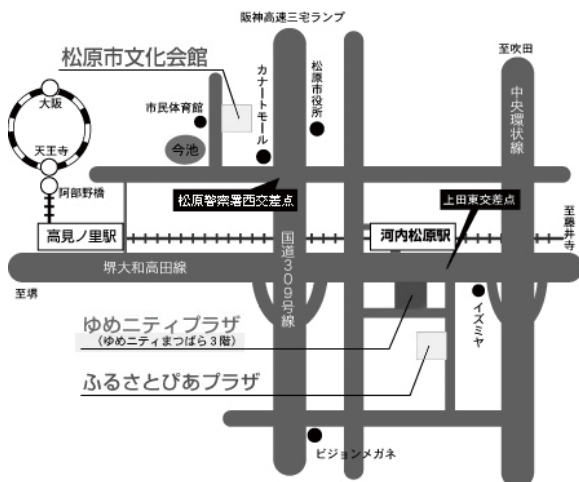 阪神高速三宅ランプ
松原市文化会館
至吹田
カナートモール
松原市役所
中央環状線
大阪
市民体育館
今池
天王寺
阿部野橋
松原警察署西交差点
上田東交差点
至藤井寺
高見ノ里駅
河内松原駅
国道309号線
堺大和高田線
至堺
イズミヤ
ゆめニティプラザ
(ゆめニティまつばら3階)
ふるさとぴあプラザ
ビジョンメガネ